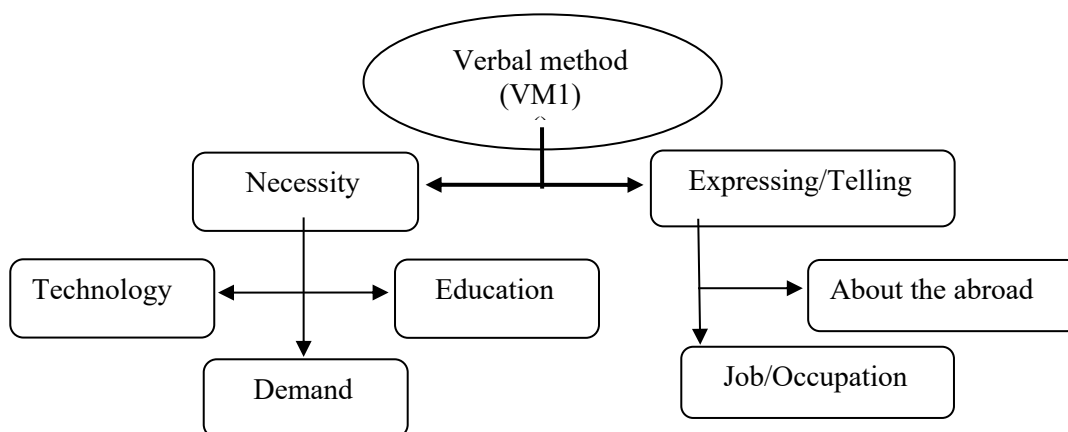 Verbal method
(VM1)
Necessity
Expressing/Telling
Technology
Education
About the abroad
Demand
Job/Occupation